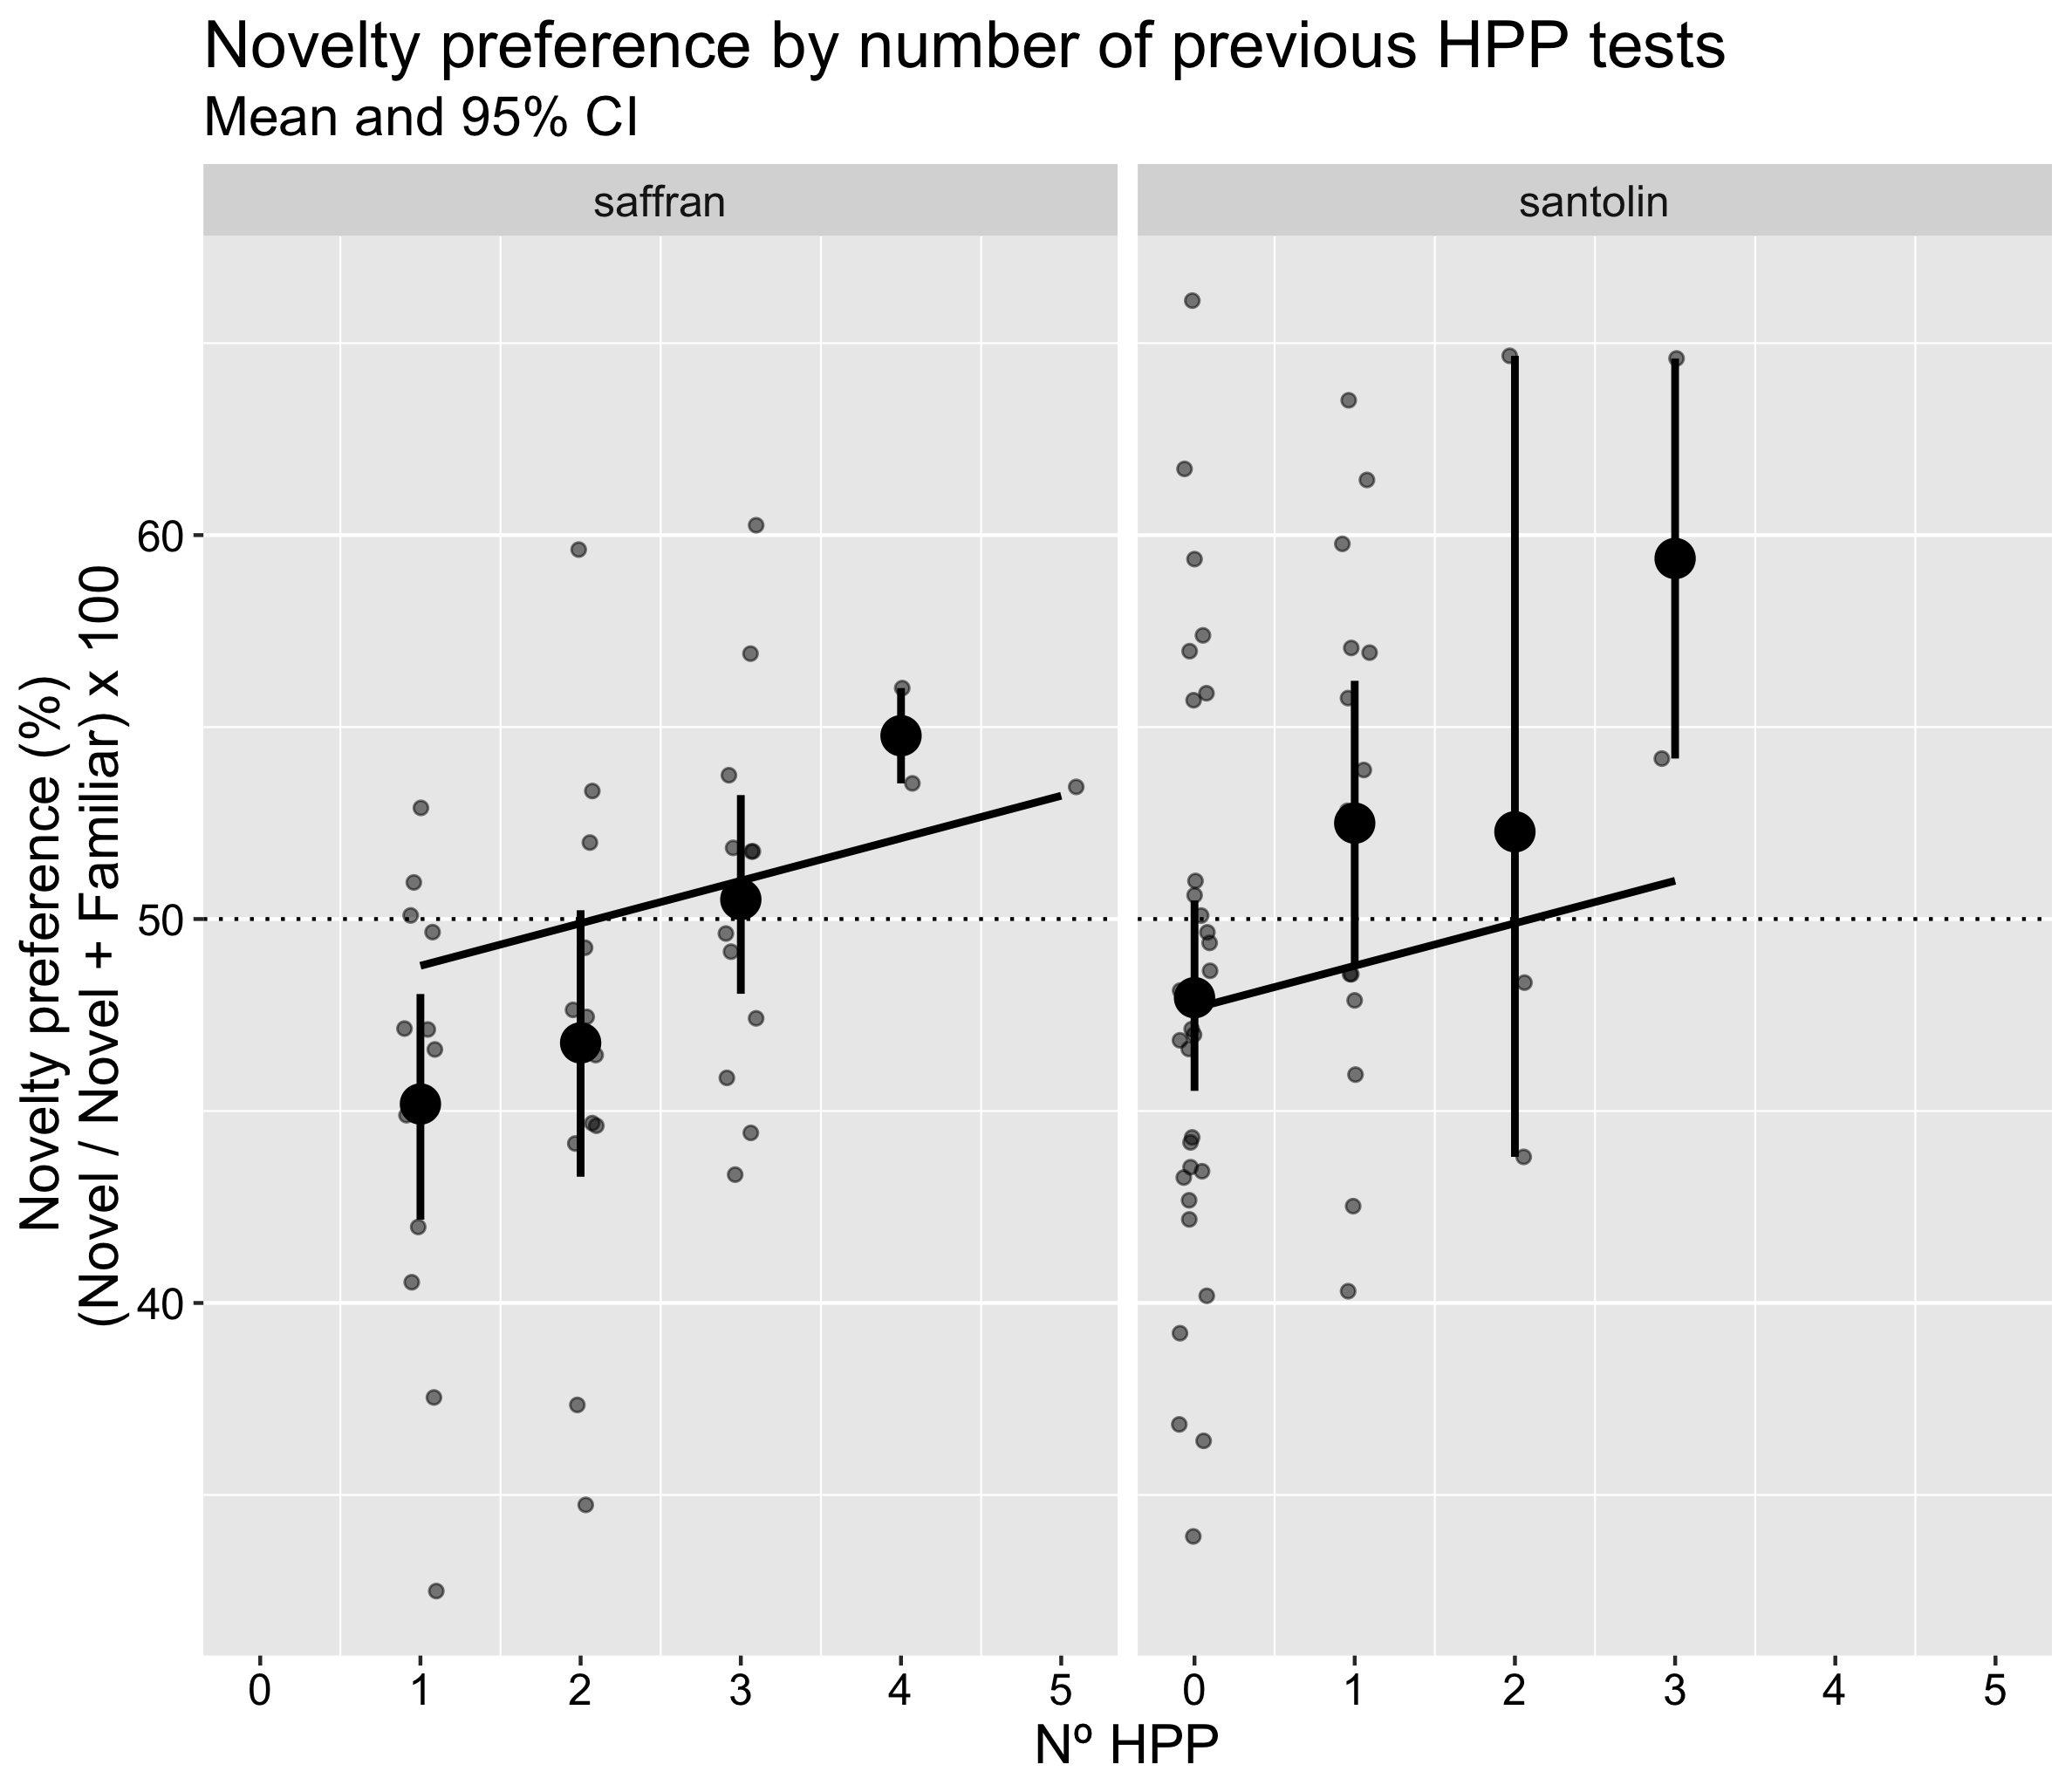 Novelty preference by number of previous HPP tests
Mean and 95% CI
saffran
santolin
Novelty preference (%)
(Novel / Novel + Familiar) x 100
60
50
40
0 1 2 3 4 5
0 1 2 3 4 5
Nº HPP